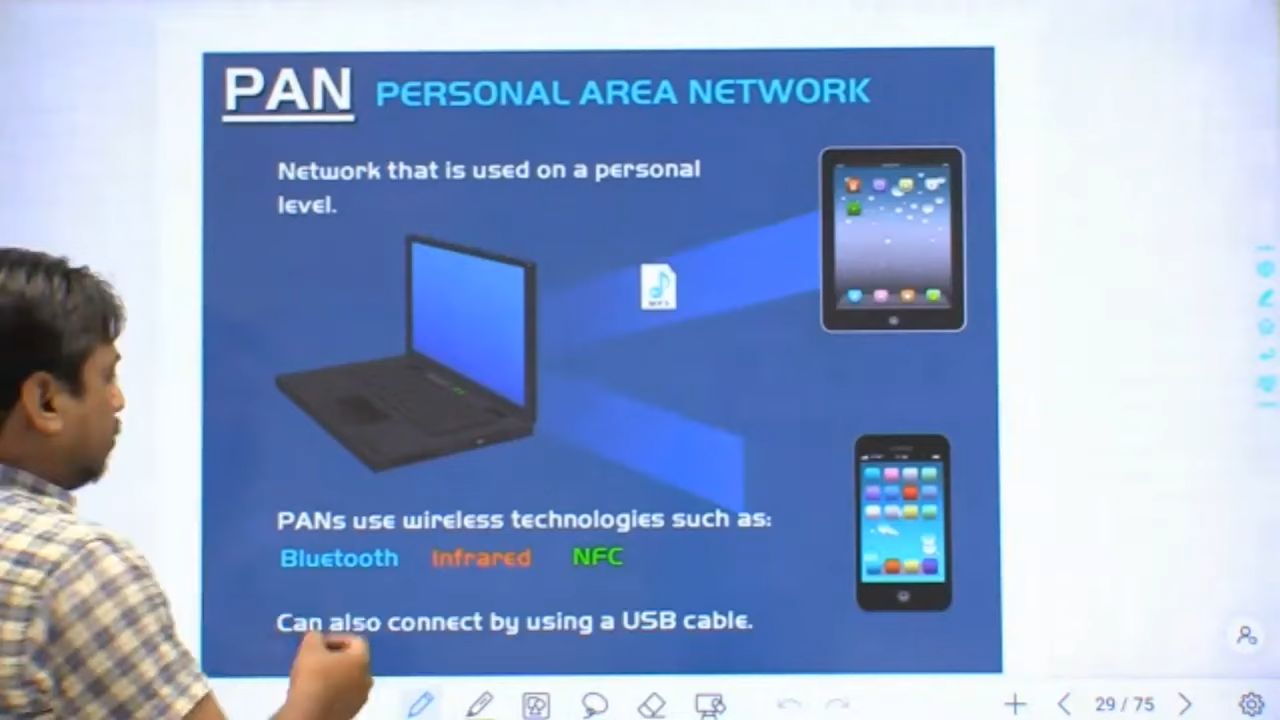 PAN PERSONAL AREA NETWORK
Network that is used on a personal
level.
MP3
PANs use wireless technologies such as:
Bluetooth Infrared NFC
Can also connect by using a USB cable.
29 / 75